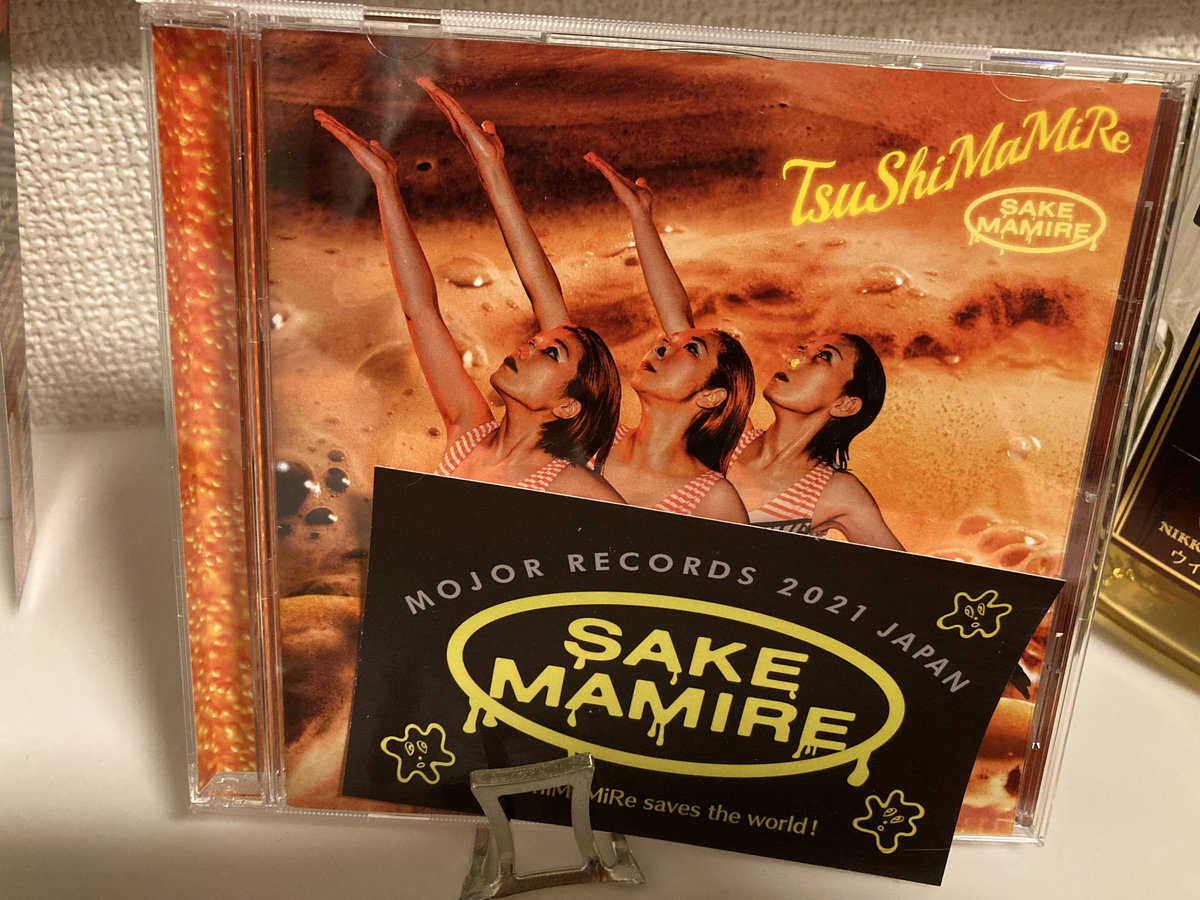 TsuShiMaMiRe
SAKE
MAMIRE
MOJOR RECORDS 2021 JAPAN
SAKE
MAMIRE
MiRe saves the world!